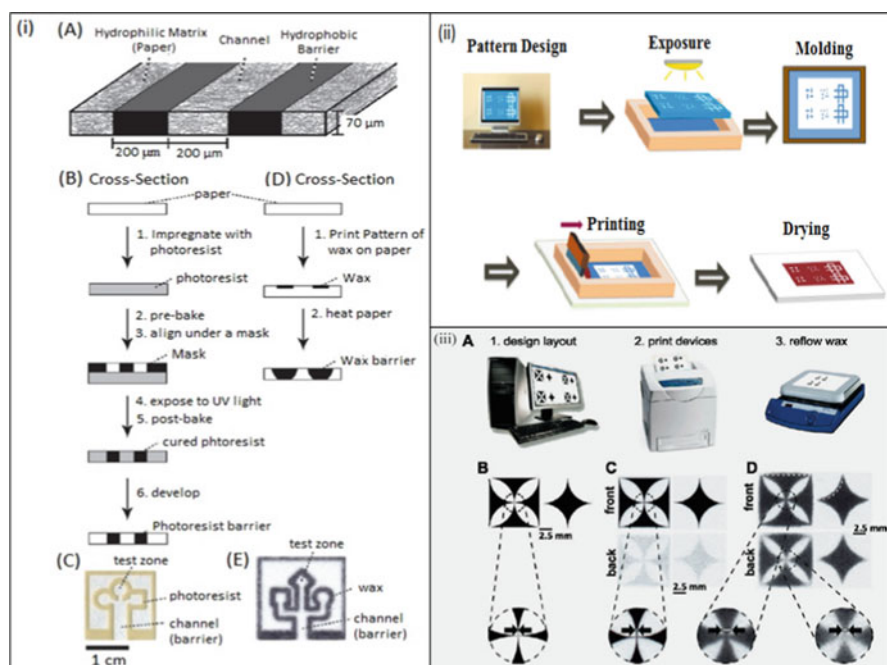 (i)
(A)
Hydrophilic Matrix
(Paper)
Channel
Hydrophobic
Barrier
70 µm
200 µm
200 µm
(B) Cross-Section
(D) Cross-Section
paper
1. Impregnate with
photoresist
1. Print Pattern of
wax on paper
photoresist
Wax
2. pre-bake
3. align under a mask
2. heat paper
Mask
Wax barrier
4. expose to UV light
5. post-bake
cured phtoresist
6. develop
Photoresist barrier
(C)
test zone
photoresist
channel
(barrier)
1 cm
(E)
test zone
wax
channel
(barrier)
(ii)
Pattern Design
Exposure
Molding
Printing
Drying
(iii)
A
1. design layout
2. print devices
3. reflow wax
B
2.5 mm
C
front
back
2.5 mm
D
front
back
2.5 mm